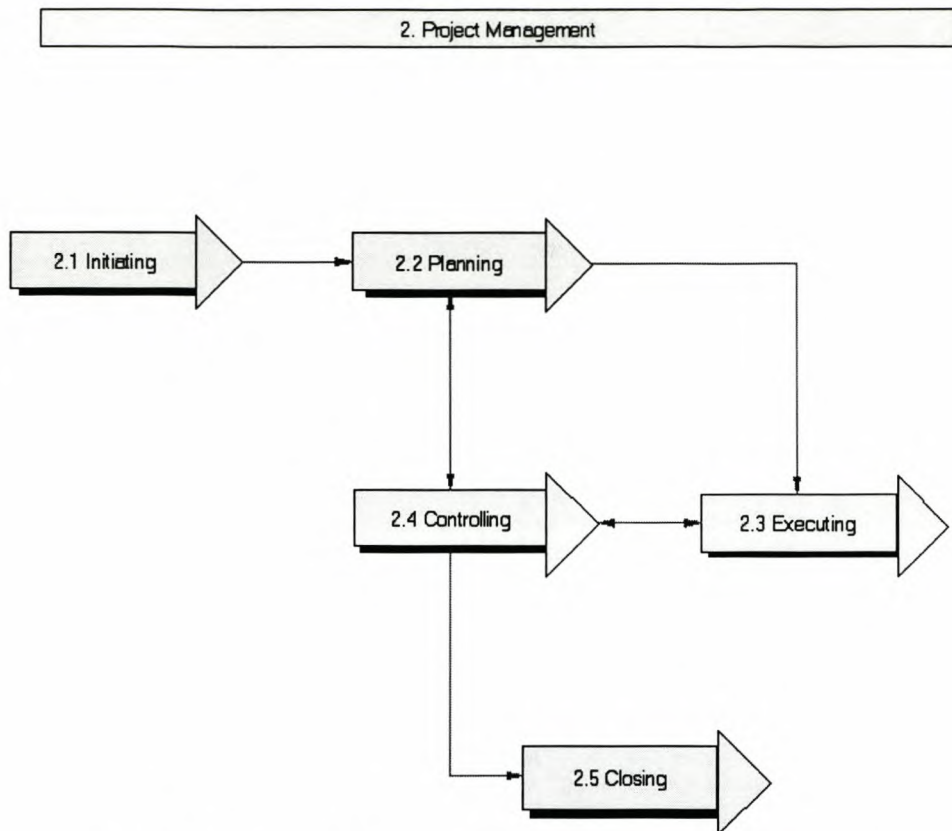 2. Project Management
2.1 Initiating
2.2 Planning
2.4 Controlling
2.3 Executing
2.5 Closing